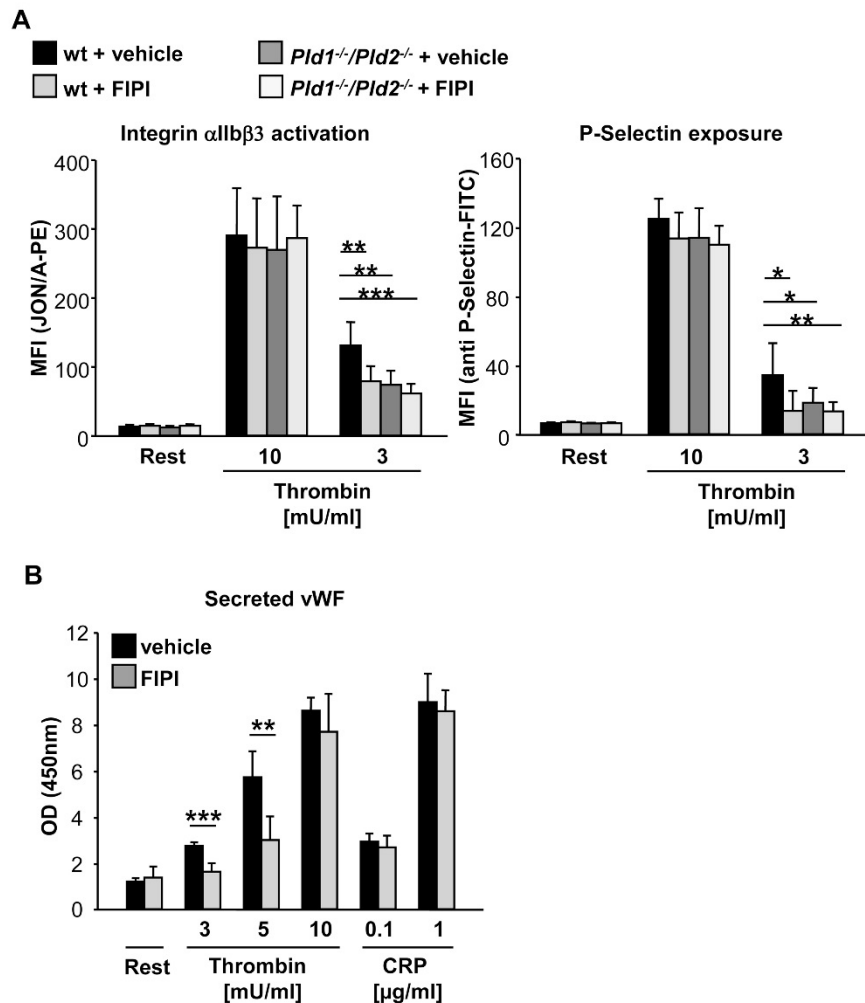 A
wt + vehicle
Pld1-/-/Pld2-/- + vehicle
wt + FIPI
Pld1-/-/Pld2-/- + FIPI
Integrin αIIbβ3 activation
P-Selectin exposure
MFI (JON/A-PE)
400
300
200
100
0
**
**
***
Rest
10
3
Thrombin
[mU/ml]
MFI (anti P-Selectin-FITC)
160
120
80
40
0
*
*
**
Rest
10
3
Thrombin
[mU/ml]
B
Secreted vWF
vehicle
FIPI
OD (450nm)
12
10
8
6
4
2
0
***
**
3
5
10
0.1
1
Rest
Thrombin
[mU/ml]
CRP
[µg/ml]